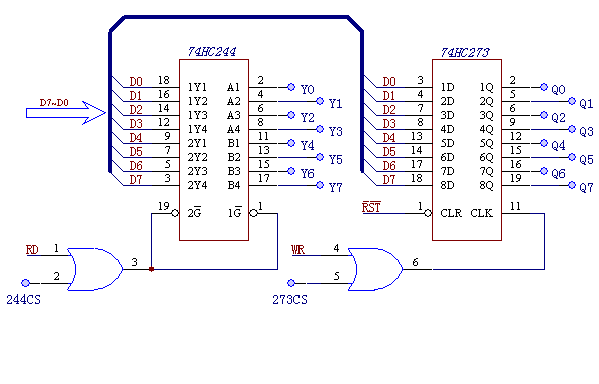 74HC244 74HC273
D0 18 1Y1 A1 2 Y0 D0 3 1D 1Q 2 Q0
D1 16 1Y2 A2 4 Y1 D1 4 2D 2Q 5 Q1
D7~D0 D2 14 1Y3 A3 6 Y2 D2 7 3D 3Q 6 Q2
D3 12 1Y4 A4 8 Y3 D3 8 4D 4Q 9 Q3
D4 9 2Y1 B1 11 Y4 D4 13 5D 5Q 12 Q4
D5 7 2Y2 B2 13 Y5 D5 14 6D 6Q 15 Q5
D6 5 2Y3 B3 15 Y6 D6 17 7D 7Q 16 Q6
D7 3 2Y4 B4 17 Y7 D7 18 8D 8Q 19 Q7
19 2G̅ 1G̅ 1 R̅S̅T̅ 1 CLR CLK 11
RD 1 WR 4
3 6
2 5
244CS 273CS